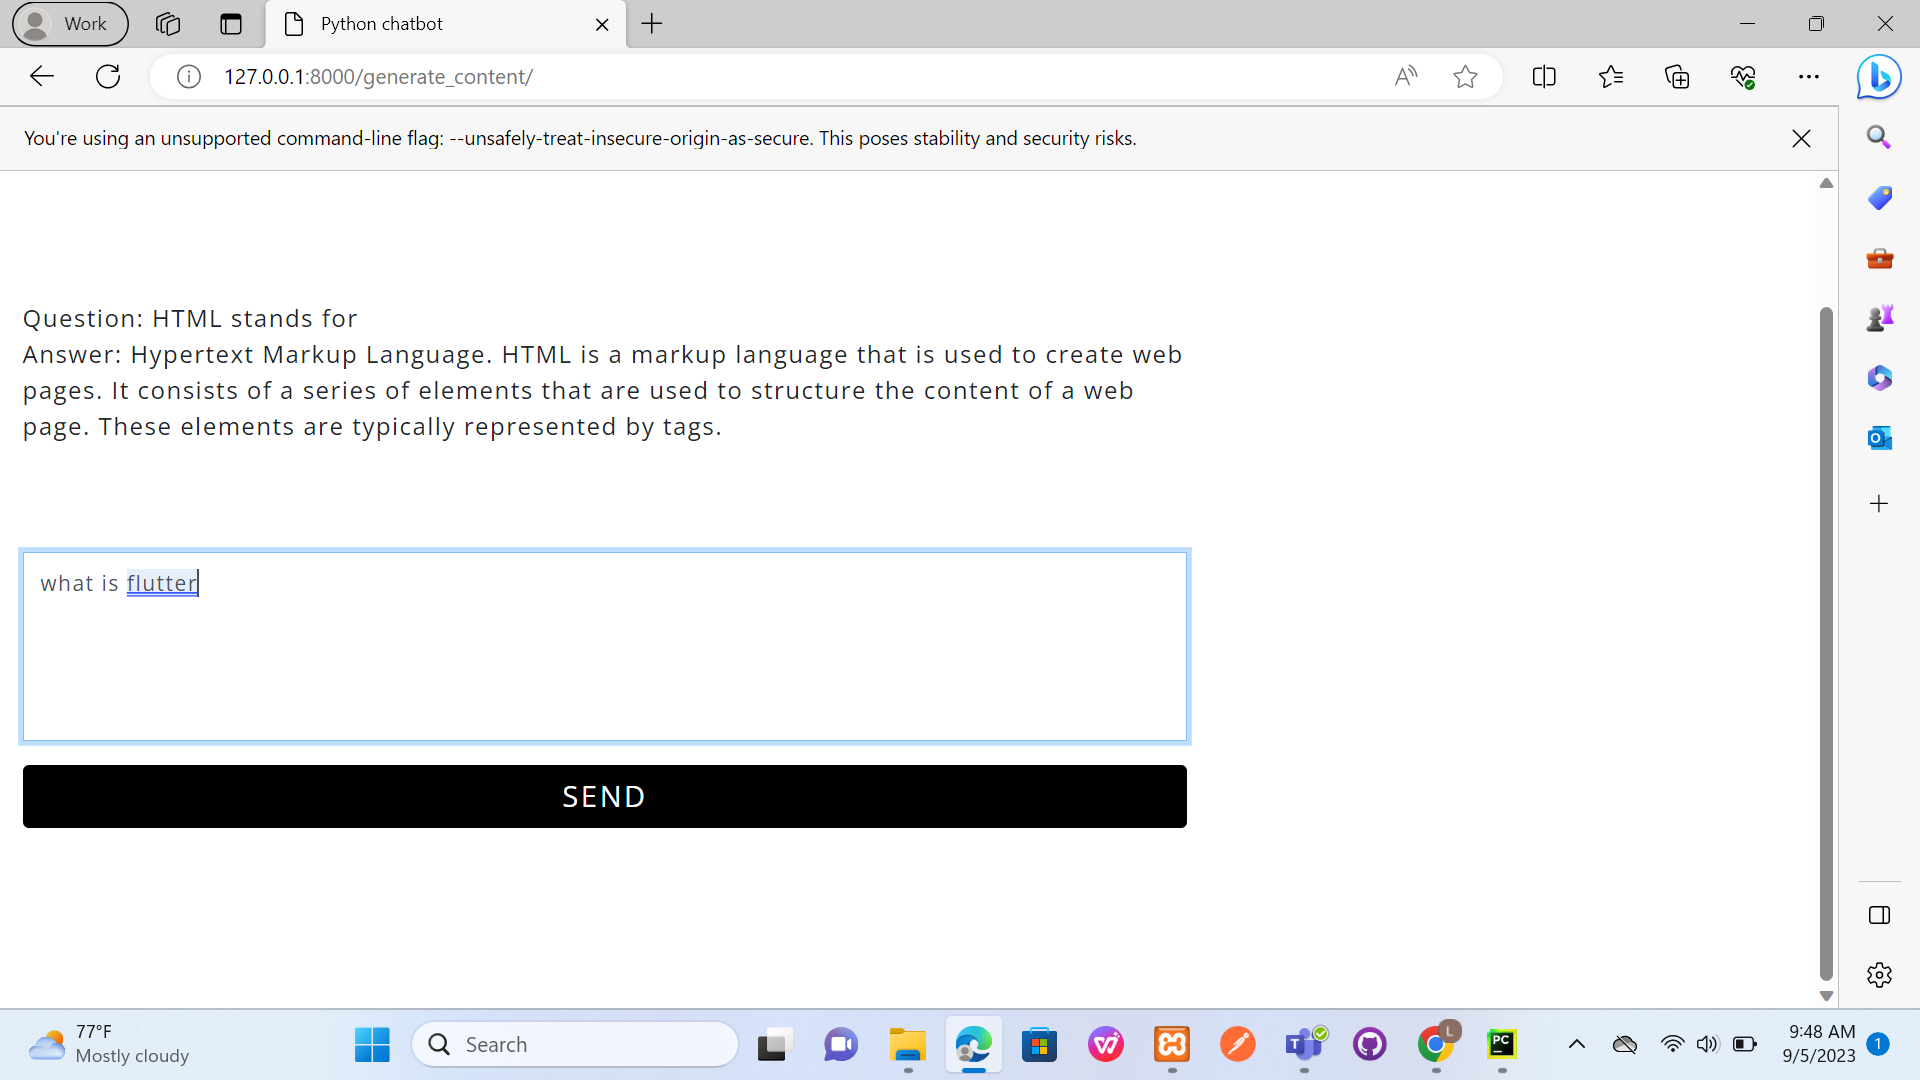 Work
Python chatbot
127.0.0.1:8000/generate_content/
You're using an unsupported command-line flag: --unsafely-treat-insecure-origin-as-secure. This poses stability and security risks.
Question: HTML stands for
Answer: Hypertext Markup Language. HTML is a markup language that is used to create web
pages. It consists of a series of elements that are used to structure the content of a web
page. These elements are typically represented by tags.
what is flutter
SEND
77°F
Mostly cloudy
Search
T
L
PC
9:48 AM
9/5/2023
1